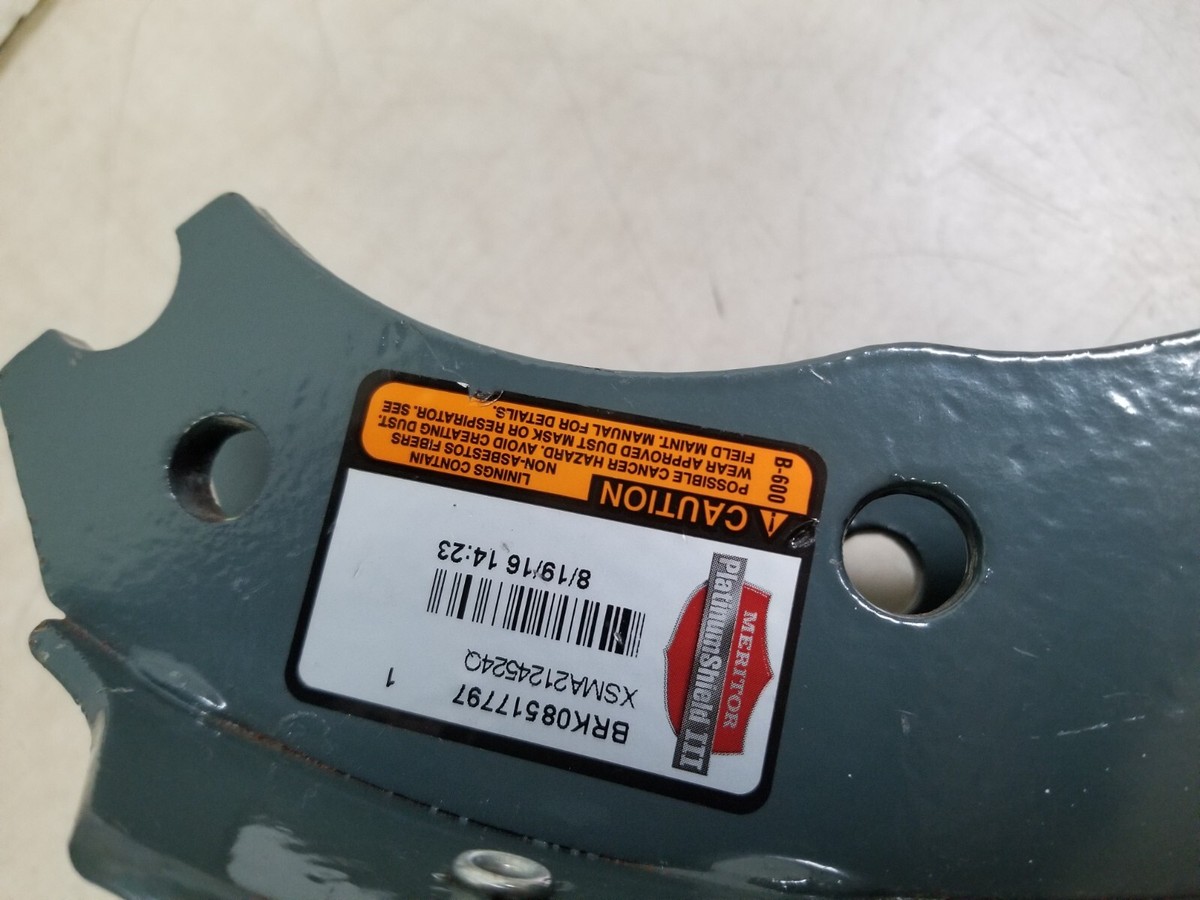 BRK08517797
XSMA2124524Q
1
8/19/16 14:23
MERITOR
PlatinumShield III
CAUTION
B-600
LININGS CONTAIN
NON-ASBESTOS FIBERS
POSSIBLE CANCER HAZARD. AVOID CREATING DUST.
WEAR APPROVED DUST MASK OR RESPIRATOR. SEE
FIELD MAINT. MANUAL FOR DETAILS.